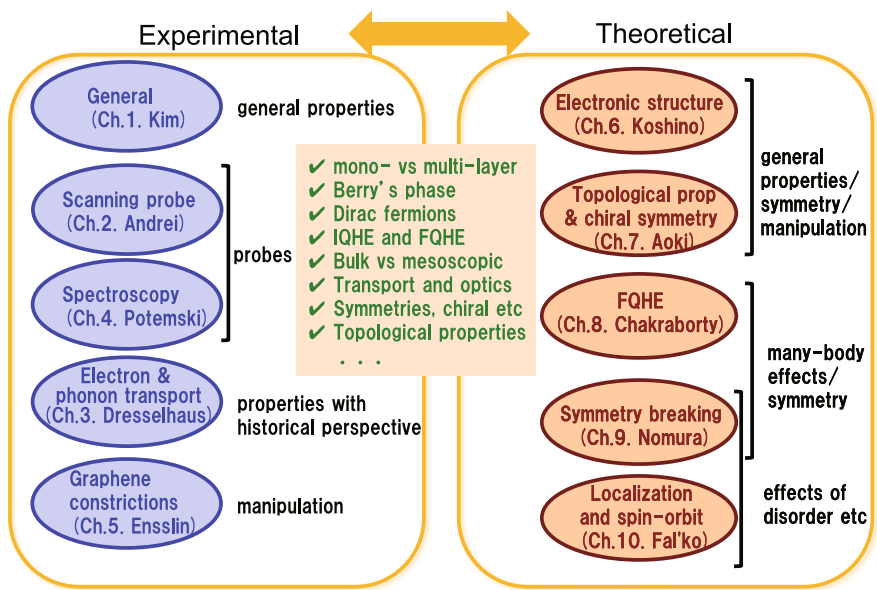 Experimental
Theoretical
General
(Ch.1. Kim)
general properties
Scanning probe
(Ch.2. Andrei)
Spectroscopy
(Ch.4. Potemski)
probes
Electron &
phonon transport
(Ch.3. Dresselhaus)
properties with
historical perspective
Graphene
constrictions
(Ch.5. Ensslin)
manipulation
✔ mono- vs multi-layer
✔ Berry's phase
✔ Dirac fermions
✔ IQHE and FQHE
✔ Bulk vs mesoscopic
✔ Transport and optics
✔ Symmetries, chiral etc
✔ Topological properties
. . .
Electronic structure
(Ch.6. Koshino)
Topological prop
& chiral symmetry
(Ch.7. Aoki)
general
properties/
symmetry/
manipulation
FQHE
(Ch.8. Chakraborty)
Symmetry breaking
(Ch.9. Nomura)
many-body
effects/
symmetry
Localization
and spin-orbit
(Ch.10. Fal'ko)
effects of
disorder etc